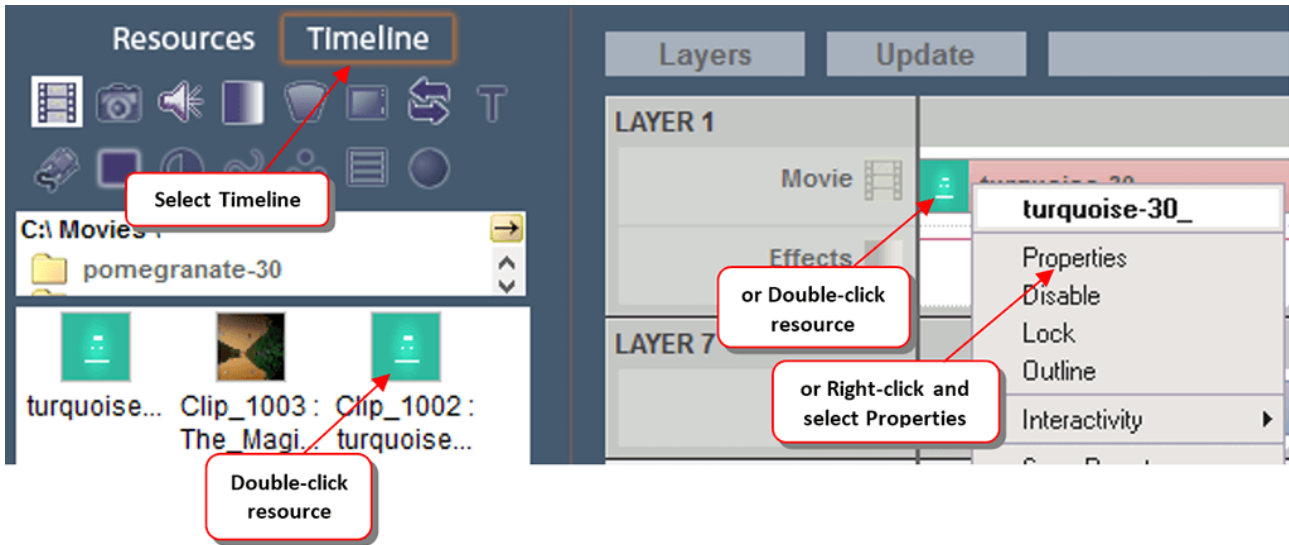 Resources Timeline
Layers Update
LAYER 1
T
Movie
Select Timeline
turquoise-30_
C:\ Movies \
pomegranate-30
Effects
Properties
or Double-click
resource
Disable
Lock
LAYER 7
Outline
or Right-click and
select Properties
Interactivity
turquoise... Clip_1003 : Clip_1002 :
The_Magi... turquoise...
Double-click
resource